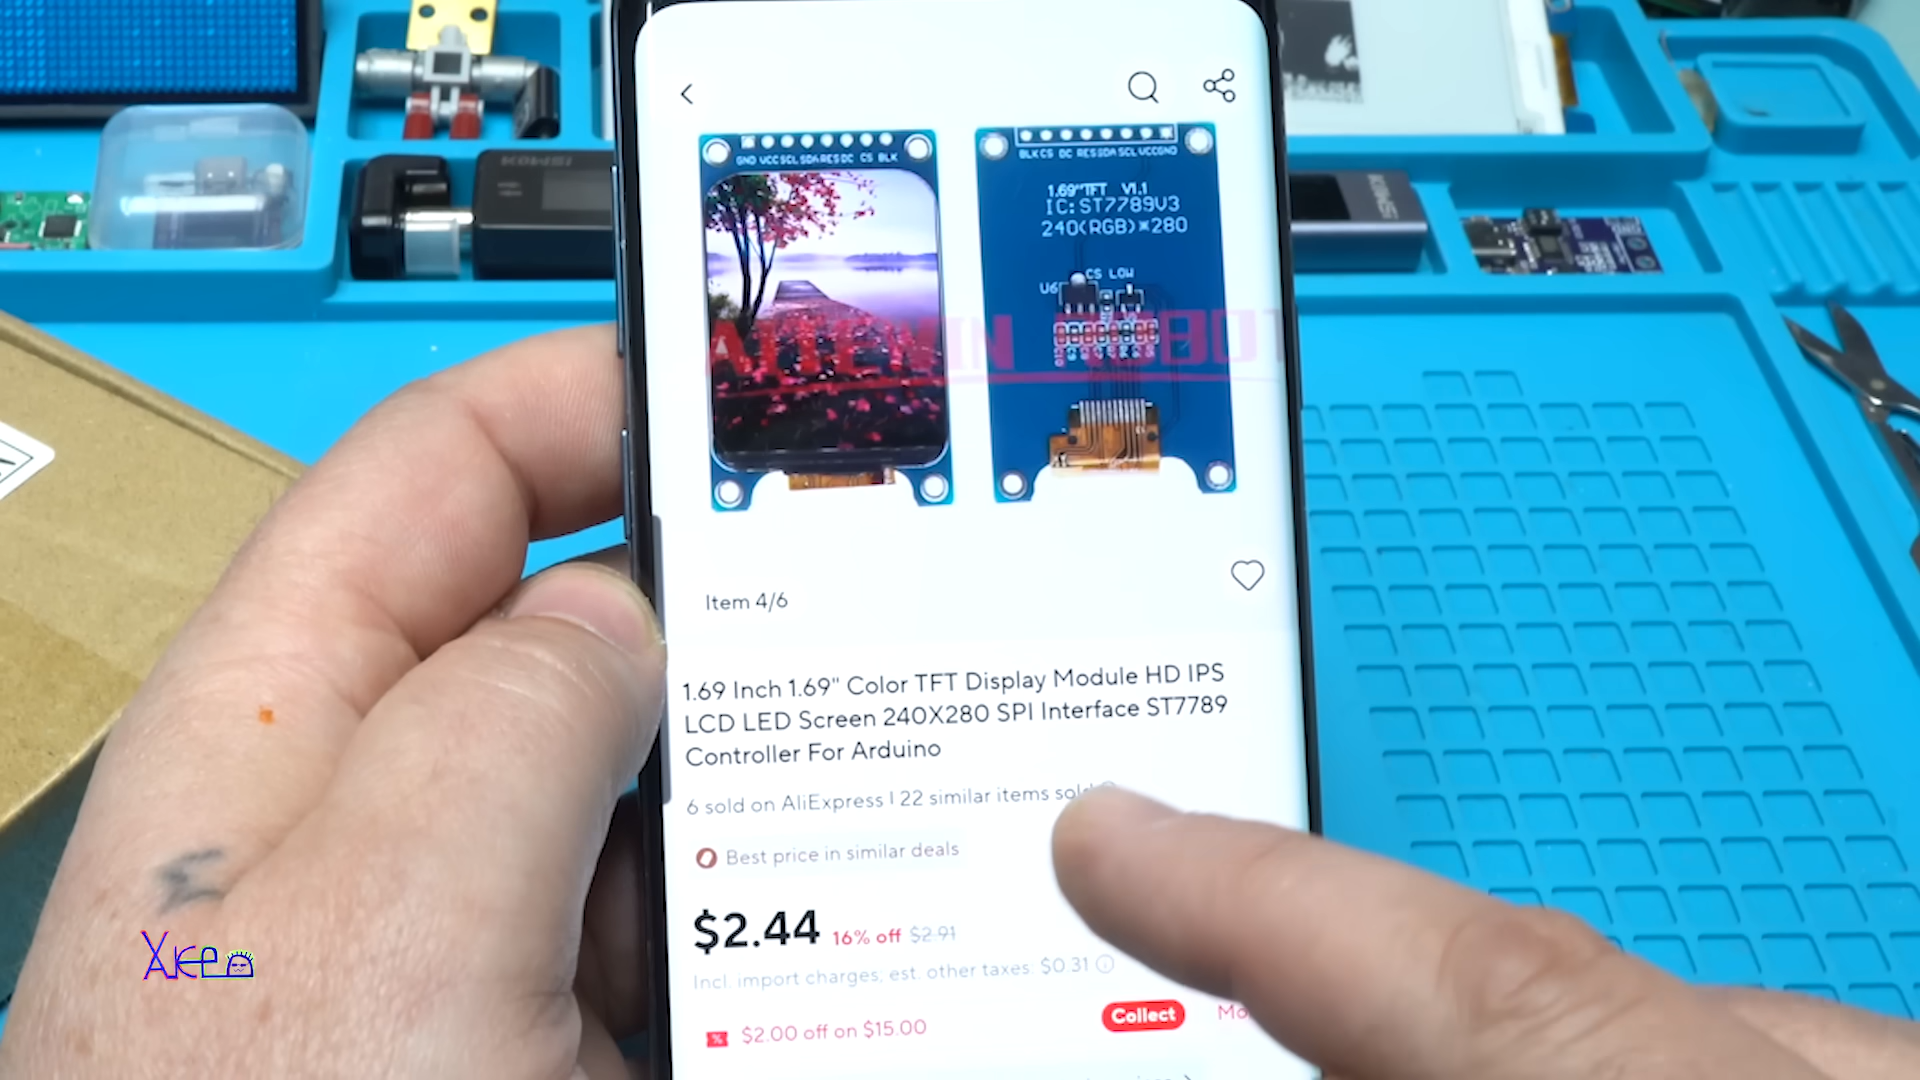 KOWSI
GND VCC SCL SDA RES DC CS BLK
BLK CS DC RES SDA SCL VCC GND
1.69"TFT V1.1
IC:ST7789V3
240(RGB)*280
CS LOW
U6
Item 4/6
1.69 Inch 1.69" Color TFT Display Module HD IPS
LCD LED Screen 240X280 SPI Interface ST7789
Controller For Arduino
6 sold on AliExpress | 22 similar items sold
Best price in similar deals
$2.44 16% off $2.91
Incl. import charges, est. other taxes. $0.31
% $2.00 off on $15.00 Collect Mo